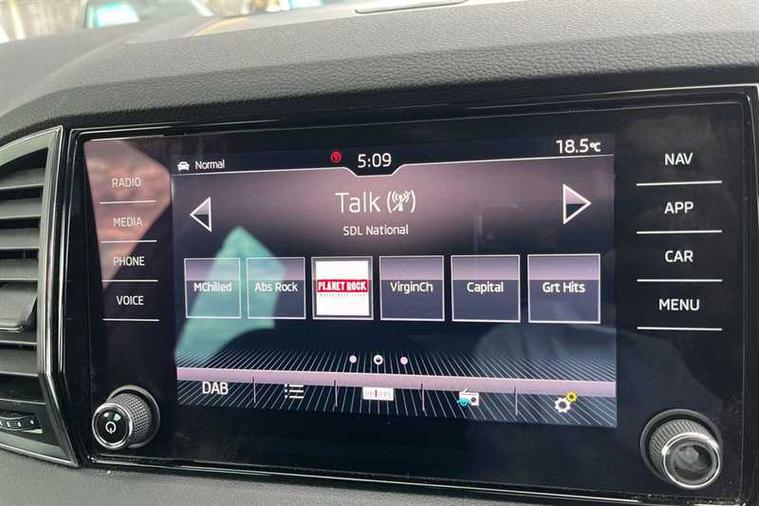 Normal 5:09 18.5°C
RADIO
MEDIA
PHONE
VOICE
Talk
SDL National
MChilled Abs Rock PLANET ROCK VirginCh Capital Grt Hits
DAB
NAV
APP
CAR
MENU